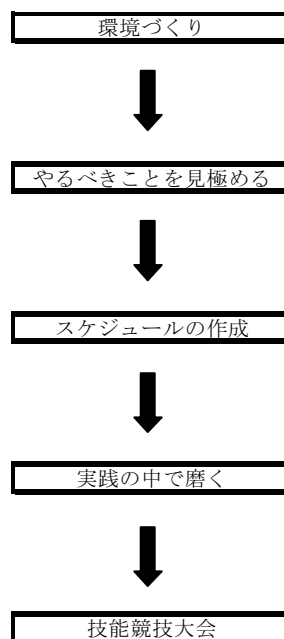 環境づくり
やるべきことを見極める
スケジュールの作成
実践の中で磨く
技能競技大会